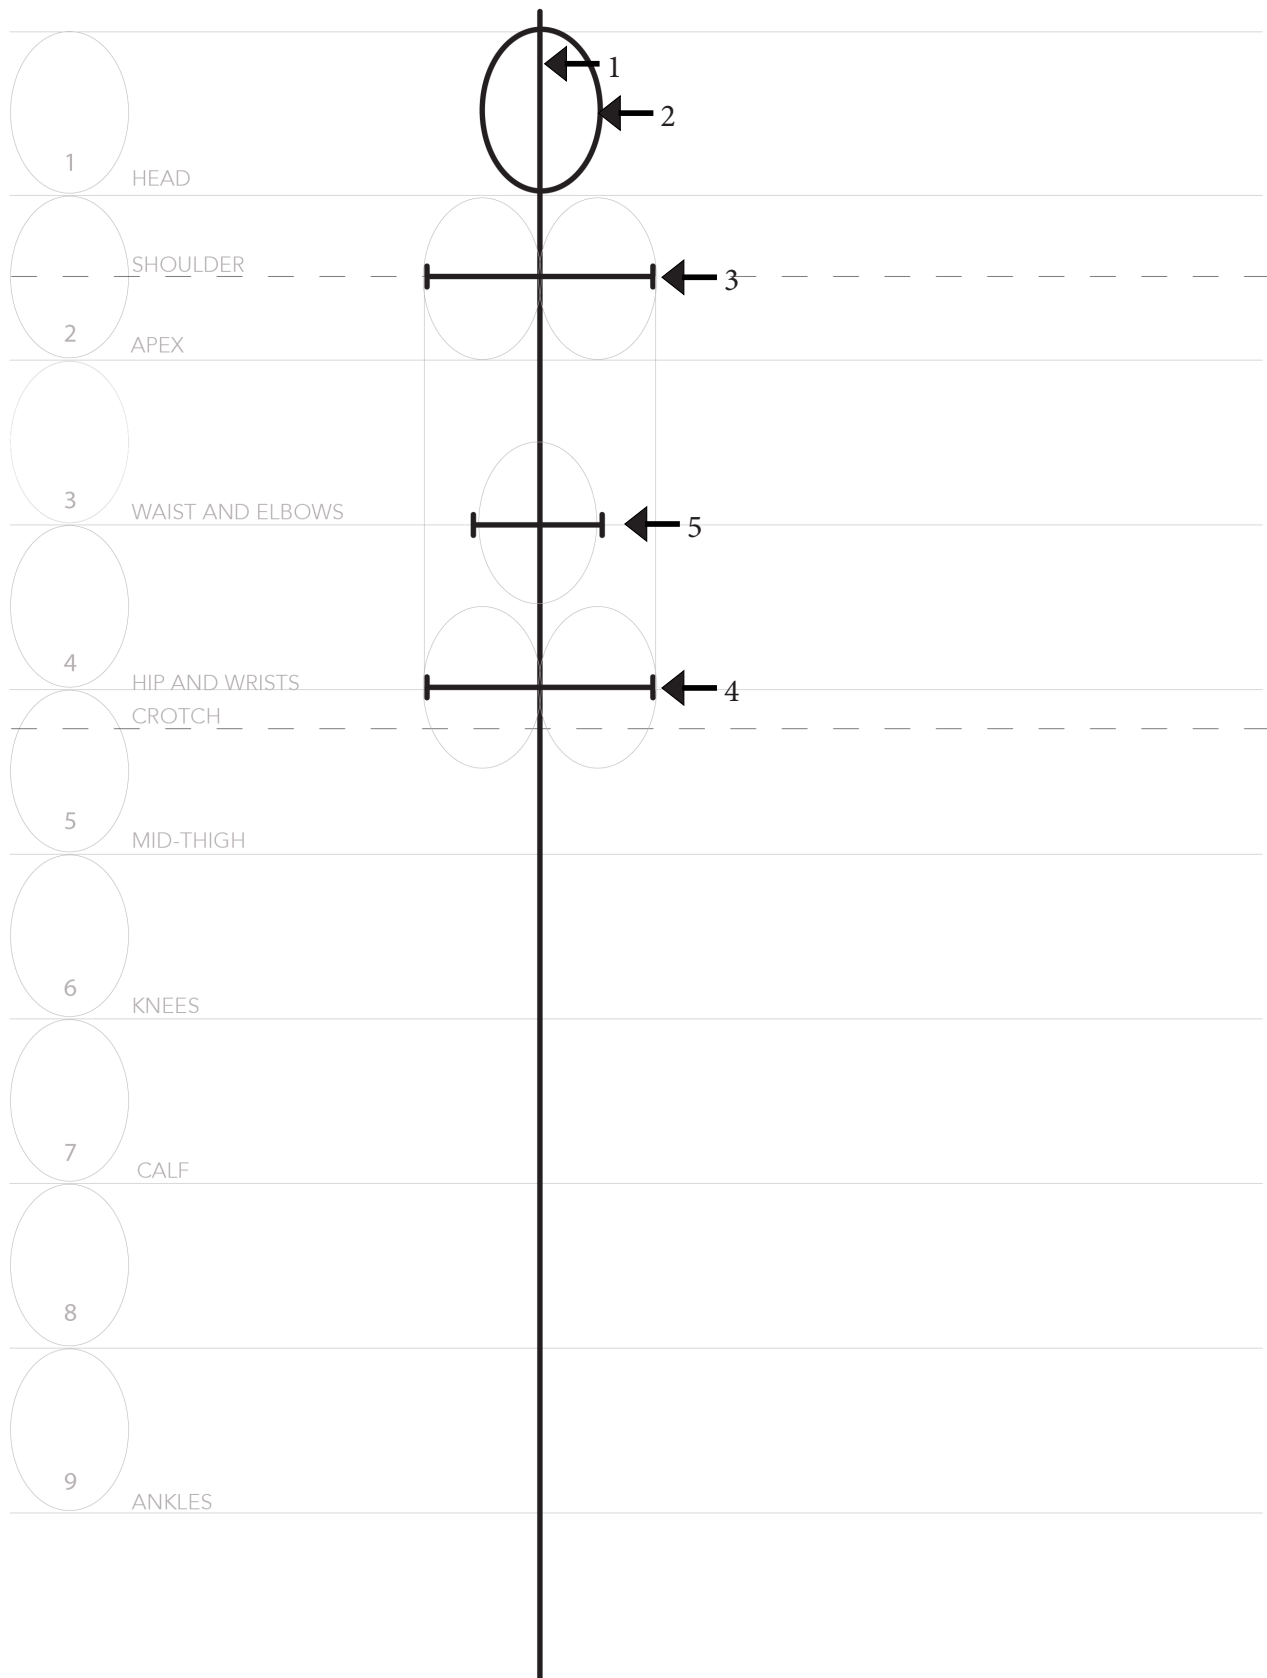 1
2
1
HEAD
SHOULDER
3
2
APEX
3
WAIST AND ELBOWS
5
4
HIP AND WRISTS
4
CROTCH
5
MID-THIGH
6
KNEES
7
CALF
8
9
ANKLES